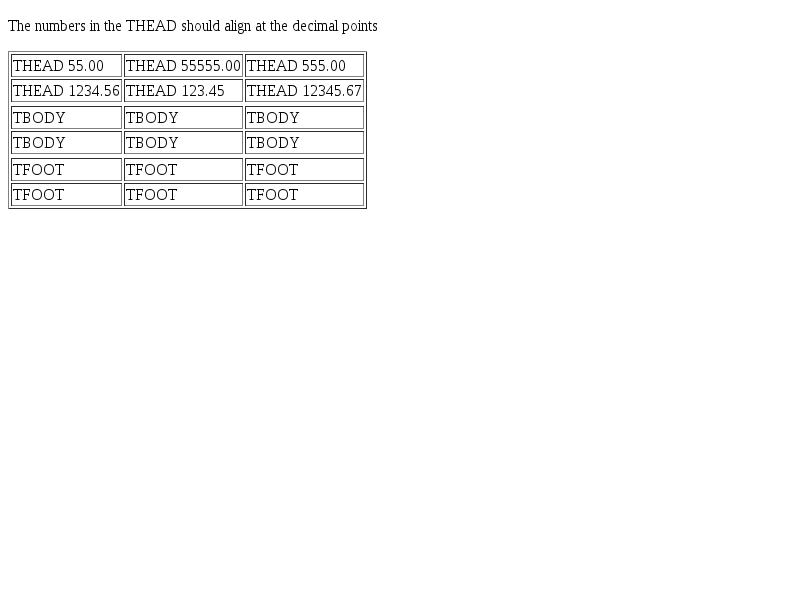 The numbers in the THEAD should align at the decimal points
THEAD 55.00 THEAD 55555.00 THEAD 555.00
THEAD 1234.56 THEAD 123.45 THEAD 12345.67
TBODY TBODY TBODY
TBODY TBODY TBODY
TFOOT TFOOT TFOOT
TFOOT TFOOT TFOOT